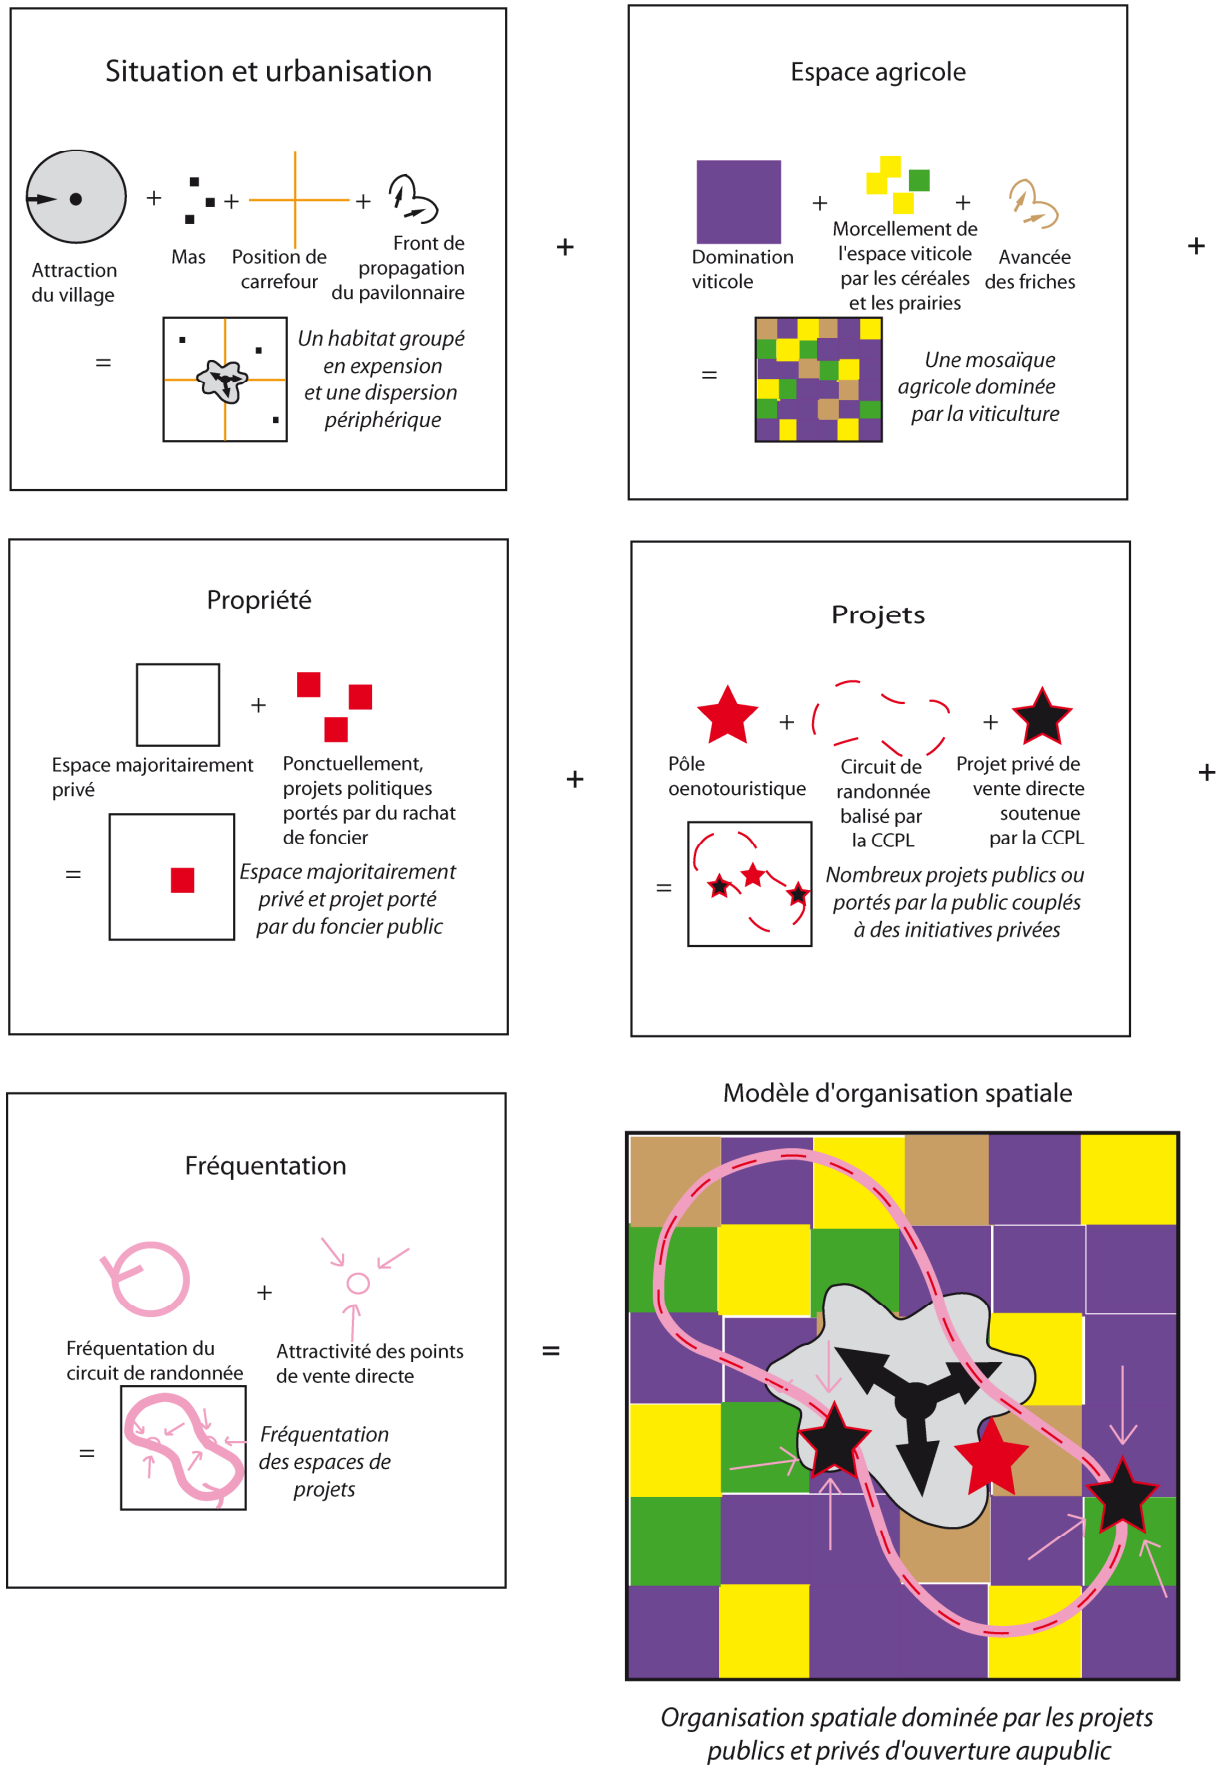 Situation et urbanisation
+
+
+
Attraction
du village
Mas
Position de
carrefour
Front de
propagation
du pavilonnaire
=
Un habitat groupé
en expension
et une dispersion
périphérique
+
Espace agricole
+
+
Domination
viticole
Morcellement de
l'espace viticole
par les céréales
et les prairies
Avancée
des friches
=
Une mosaïque
agricole dominée
par la viticulture
+
Propriété
+
Espace majoritairement
privé
Ponctuellement,
projets politiques
portés par du rachat
de foncier
=
Espace majoritairement
privé et projet porté
par du foncier public
+
Projets
+
+
Pôle
oenotouristique
Circuit de
randonnée
balisé par
la CCPL
Projet privé de
vente directe
soutenue
par la CCPL
=
Nombreux projets publics ou
portés par la public couplés
à des initiatives privées
+
Fréquentation
+
Fréquentation du
circuit de randonnée
Attractivité des points
de vente directe
=
Fréquentation
des espaces de
projets
=
Modèle d'organisation spatiale
Organisation spatiale dominée par les projets
publics et privés d'ouverture aupublic